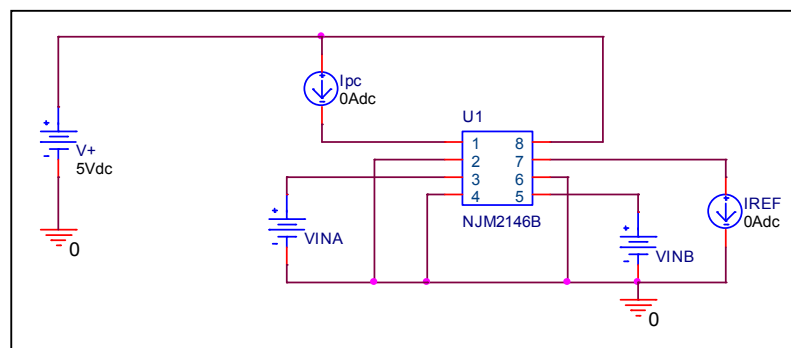 Ipc
0Adc
U1
V+
5Vdc
1 8
2 7
3 6
4 5
NJM2146B
IREF
0Adc
VINA
VINB
0
0